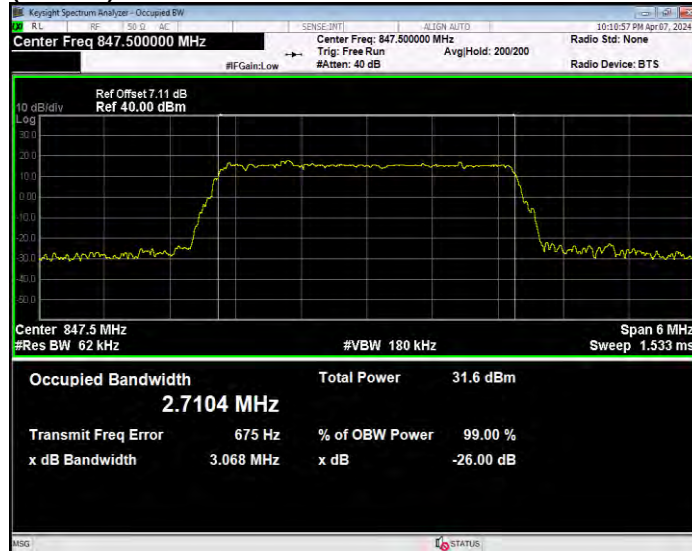 Keysight Spectrum Analyzer - Occupied BW
RL RF 50 Ω AC SENSE:INT ALIGN AUTO 10:10:57 PM Apr 07, 2024
Center Freq 847.500000 MHz Center Freq: 847.500000 MHz Radio Std: None
Trig: Free Run Avg|Hold: 200/200
#IFGain:Low #Atten: 40 dB Radio Device: BTS
Ref Offset 7.11 dB
10 dB/div Ref 40.00 dBm
Log
30.0
20.0
10.0
0.00
-10.0
-20.0
-30.0
-40.0
-50.0
Center 847.5 MHz Span 6 MHz
#Res BW 62 kHz #VBW 180 kHz Sweep 1.533 ms
Occupied Bandwidth Total Power 31.6 dBm
2.7104 MHz
Transmit Freq Error 675 Hz % of OBW Power 99.00 %
x dB Bandwidth 3.068 MHz x dB -26.00 dB
MSG STATUS